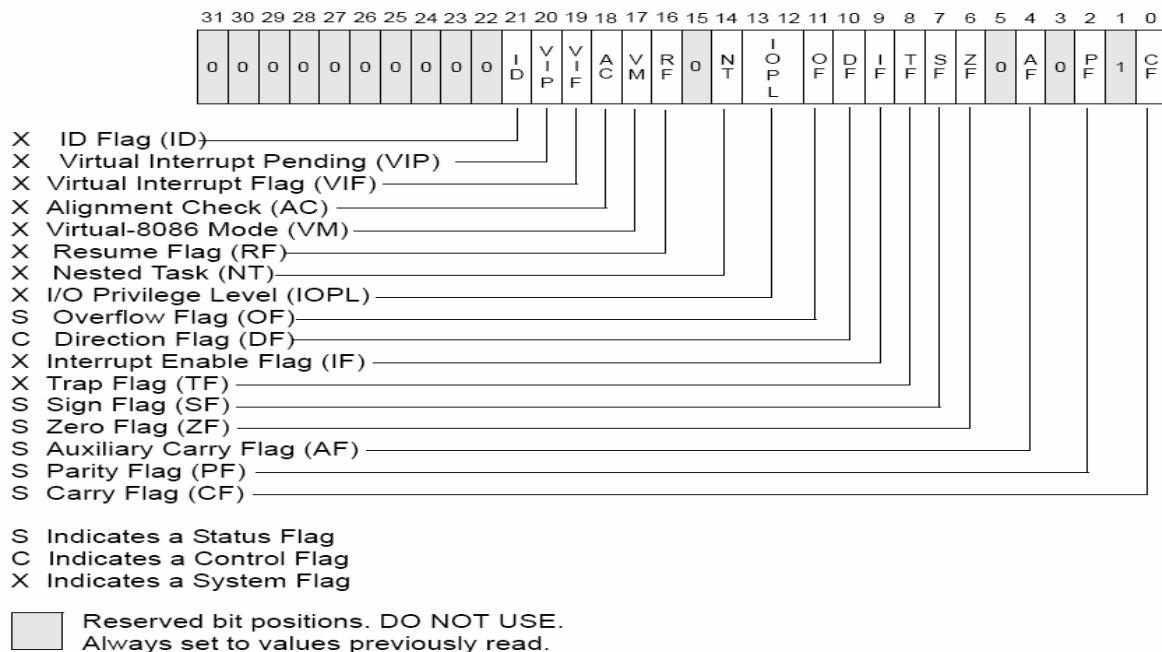 31 30 29 28 27 26 25 24 23 22 21 20 19 18 17 16 15 14 13 12 11 10 9 8 7 6 5 4 3 2 1 0
0 0 0 0 0 0 0 0 0 0 ID VIP VIF AC VM RF 0 NT IOPL OF DF IF TF SF ZF 0 AF 0 PF 1 CF
X ID Flag (ID)
X Virtual Interrupt Pending (VIP)
X Virtual Interrupt Flag (VIF)
X Alignment Check (AC)
X Virtual-8086 Mode (VM)
X Resume Flag (RF)
X Nested Task (NT)
X I/O Privilege Level (IOPL)
S Overflow Flag (OF)
C Direction Flag (DF)
X Interrupt Enable Flag (IF)
X Trap Flag (TF)
S Sign Flag (SF)
S Zero Flag (ZF)
S Auxiliary Carry Flag (AF)
S Parity Flag (PF)
S Carry Flag (CF)
S Indicates a Status Flag
C Indicates a Control Flag
X Indicates a System Flag
Reserved bit positions. DO NOT USE.
Always set to values previously read.